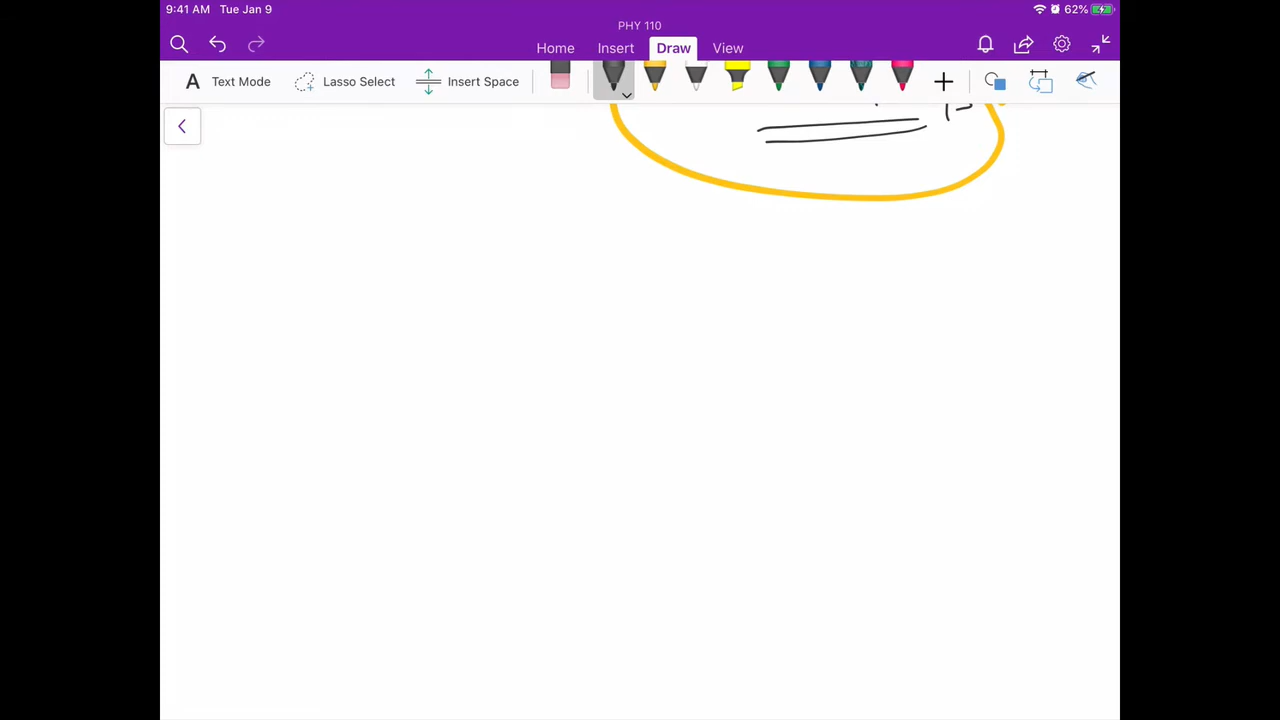 9:41 AM Tue Jan 9 62%
PHY 110
Home Insert Draw View
A Text Mode Lasso Select Insert Space